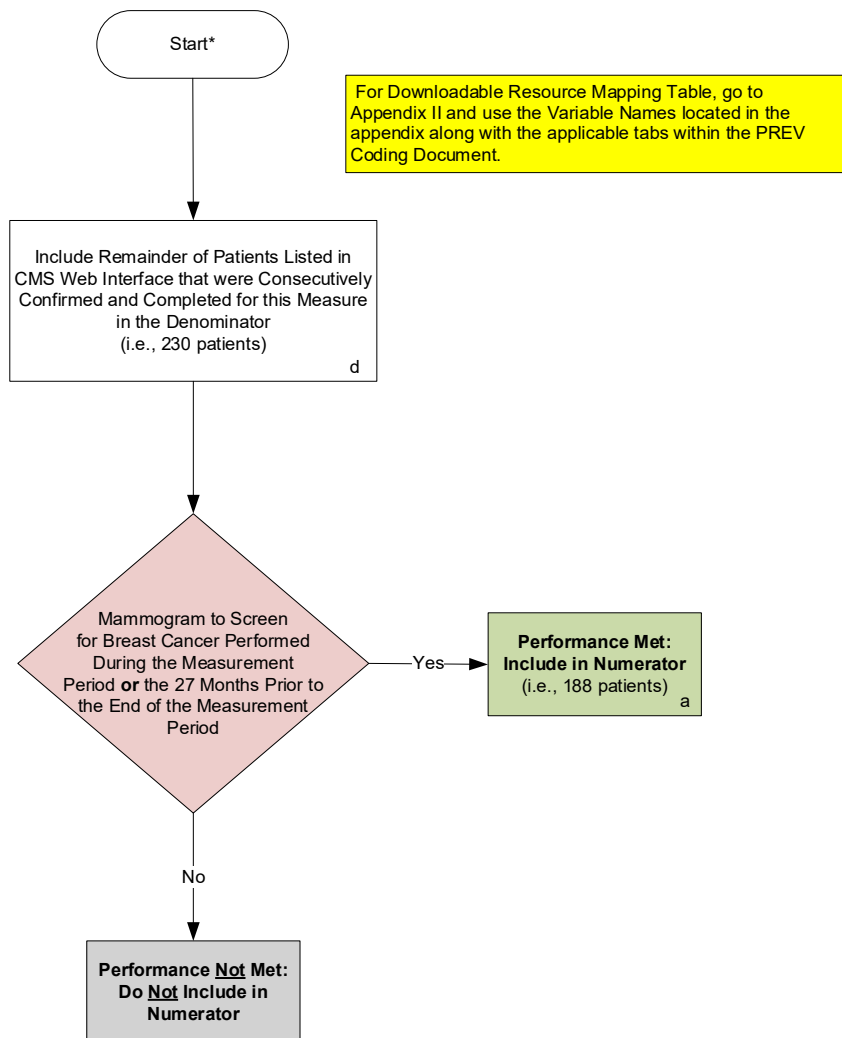 Start*
For Downloadable Resource Mapping Table, go to
Appendix II and use the Variable Names located in the
appendix along with the applicable tabs within the PREV
Coding Document.
Include Remainder of Patients Listed in
CMS Web Interface that were Consecutively
Confirmed and Completed for this Measure
in the Denominator
(i.e., 230 patients)
d
Mammogram to Screen
for Breast Cancer Performed
During the Measurement
Period or the 27 Months Prior to
the End of the Measurement
Period
Yes
Performance Met:
Include in Numerator
(i.e., 188 patients)
a
No
Performance Not Met:
Do Not Include in
Numerator